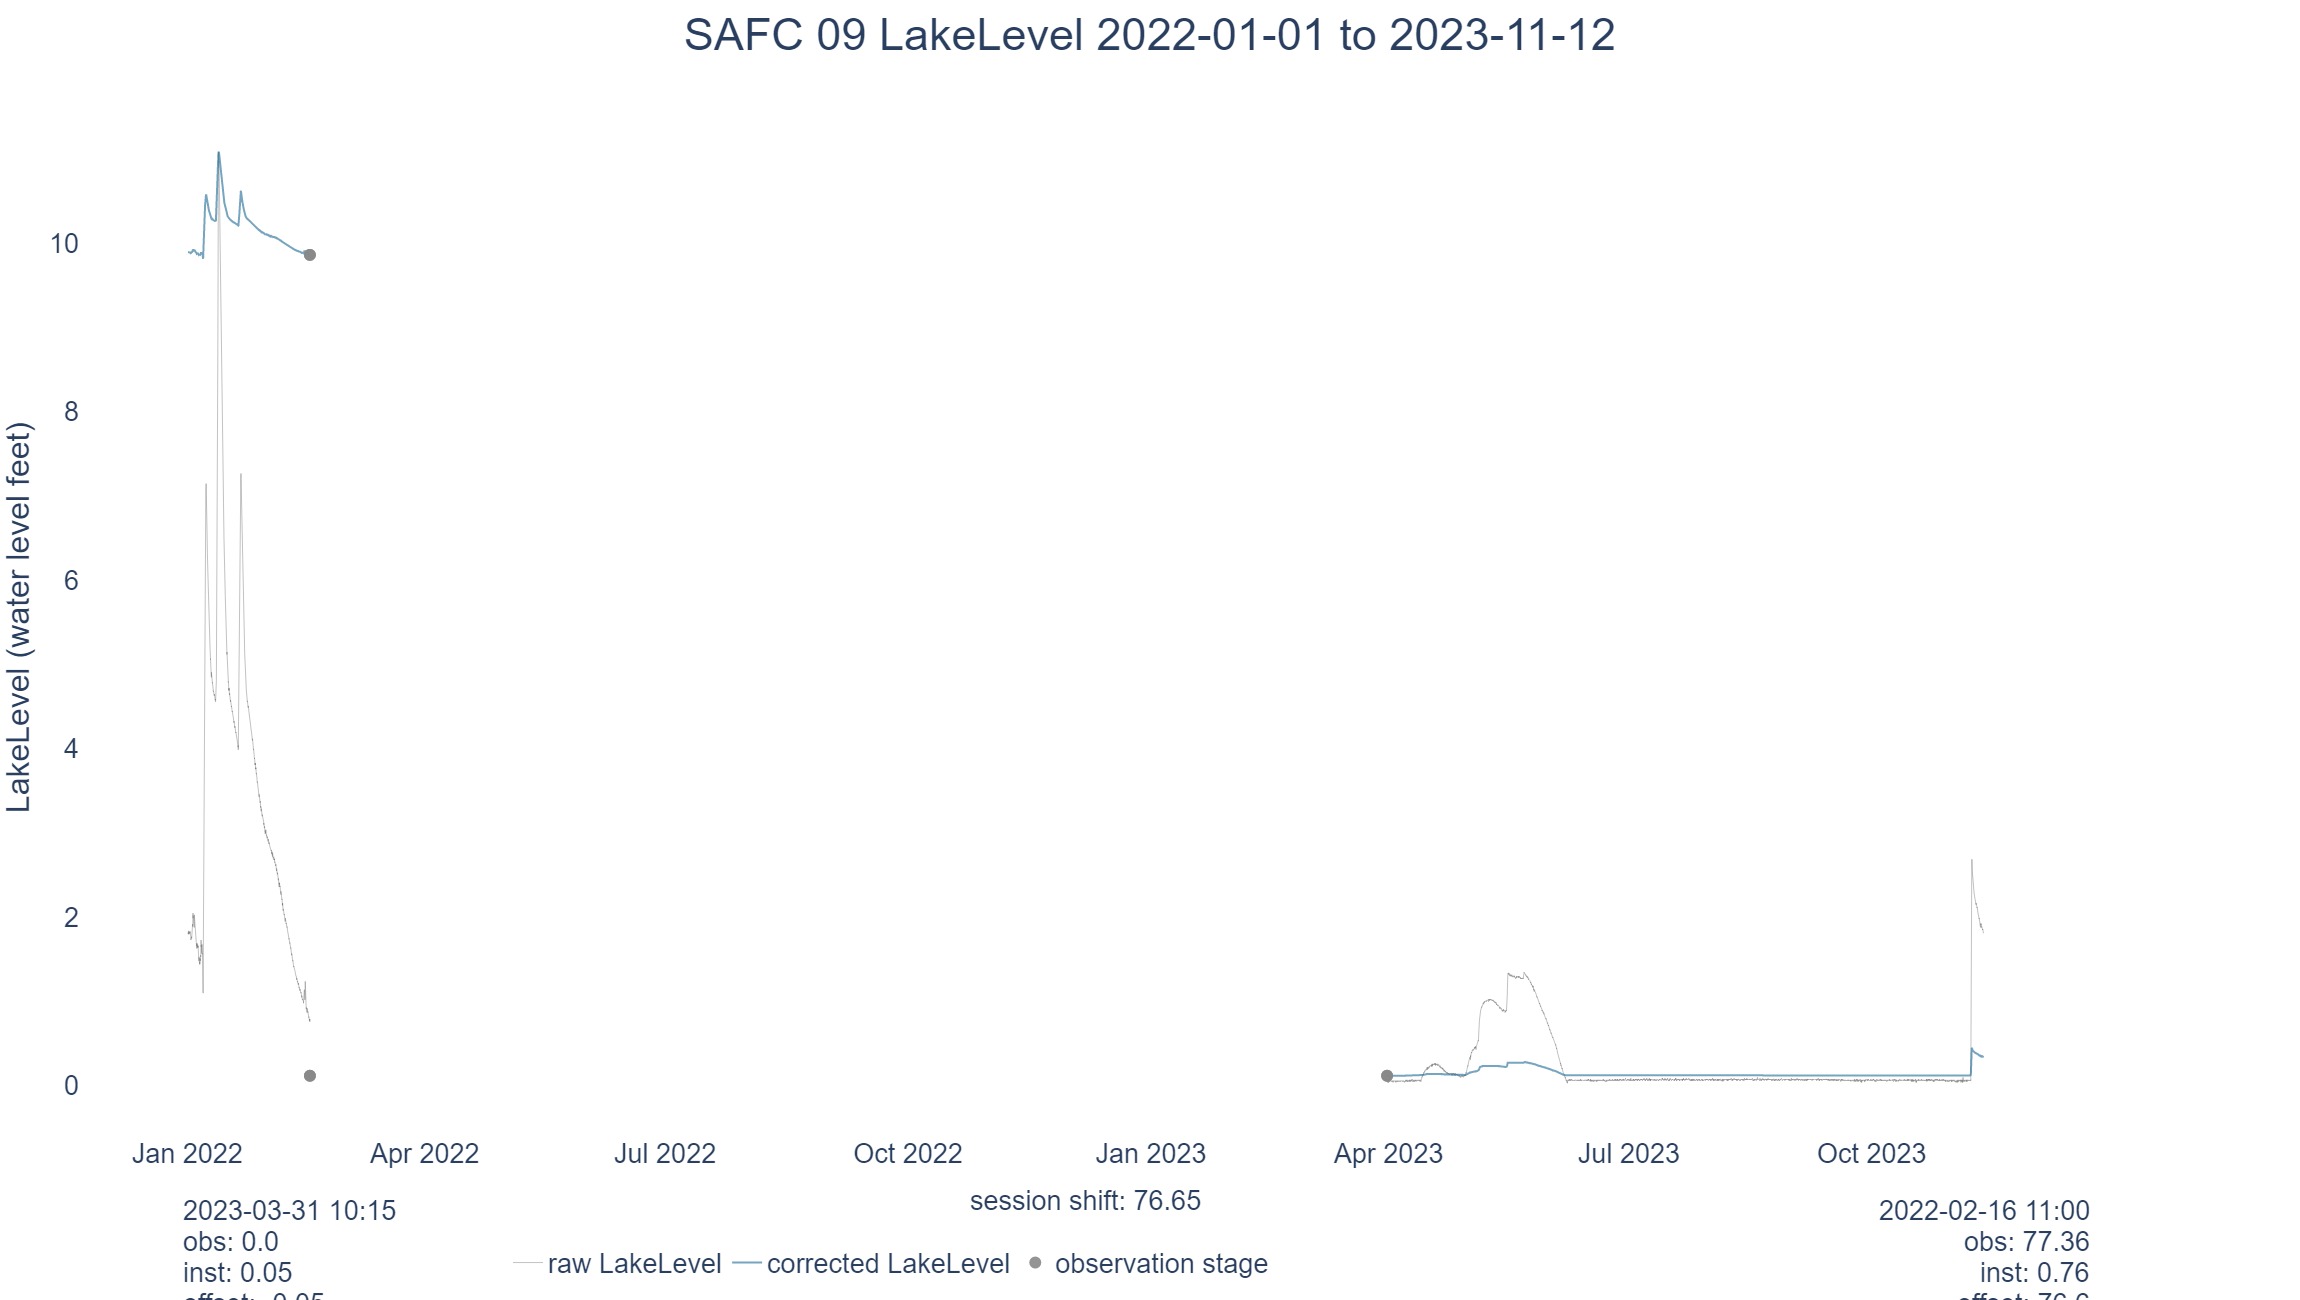 SAFC 09 LakeLevel 2022-01-01 to 2023-11-12
LakeLevel (water level feet)
10
8
6
4
2
0
Jan 2022
Apr 2022
Jul 2022
Oct 2022
Jan 2023
Apr 2023
Jul 2023
Oct 2023
session shift: 76.65
2023-03-31 10:15
obs: 0.0
inst: 0.05
raw LakeLevel
corrected LakeLevel
observation stage
2022-02-16 11:00
obs: 77.36
inst: 0.76